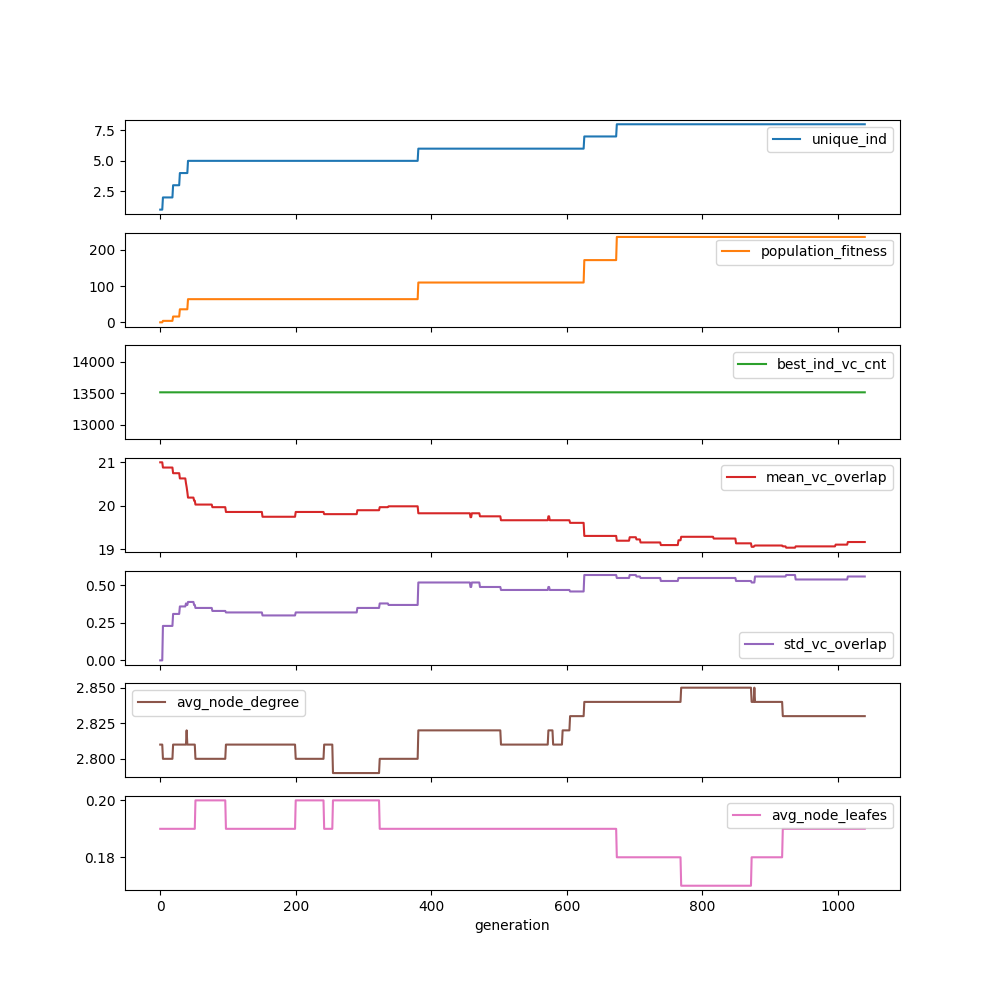 7.5
5.0
2.5
unique_ind
200
100
0
population_fitness
14000
13500
13000
best_ind_vc_cnt
21
20
19
mean_vc_overlap
0.50
0.25
0.00
std_vc_overlap
2.850
2.825
2.800
avg_node_degree
0.20
0.18
avg_node_leafes
0 200 400 600 800 1000
generation